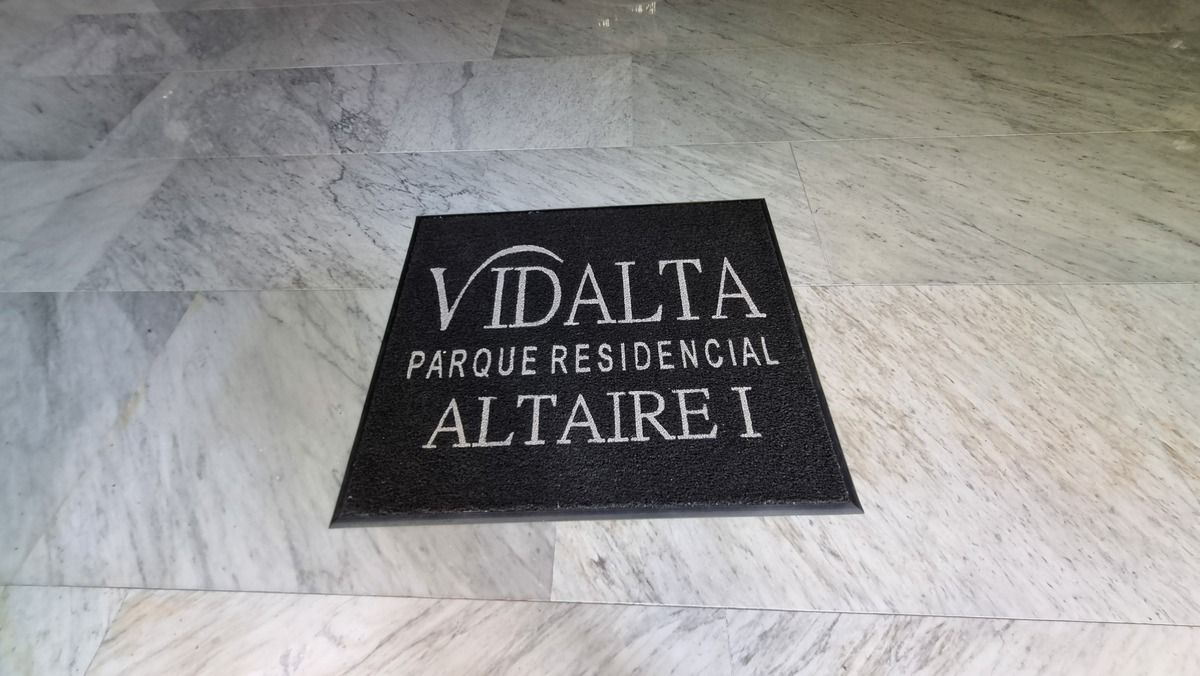 VIDALTA
PARQUE RESIDENCIAL
ALTAIRE I